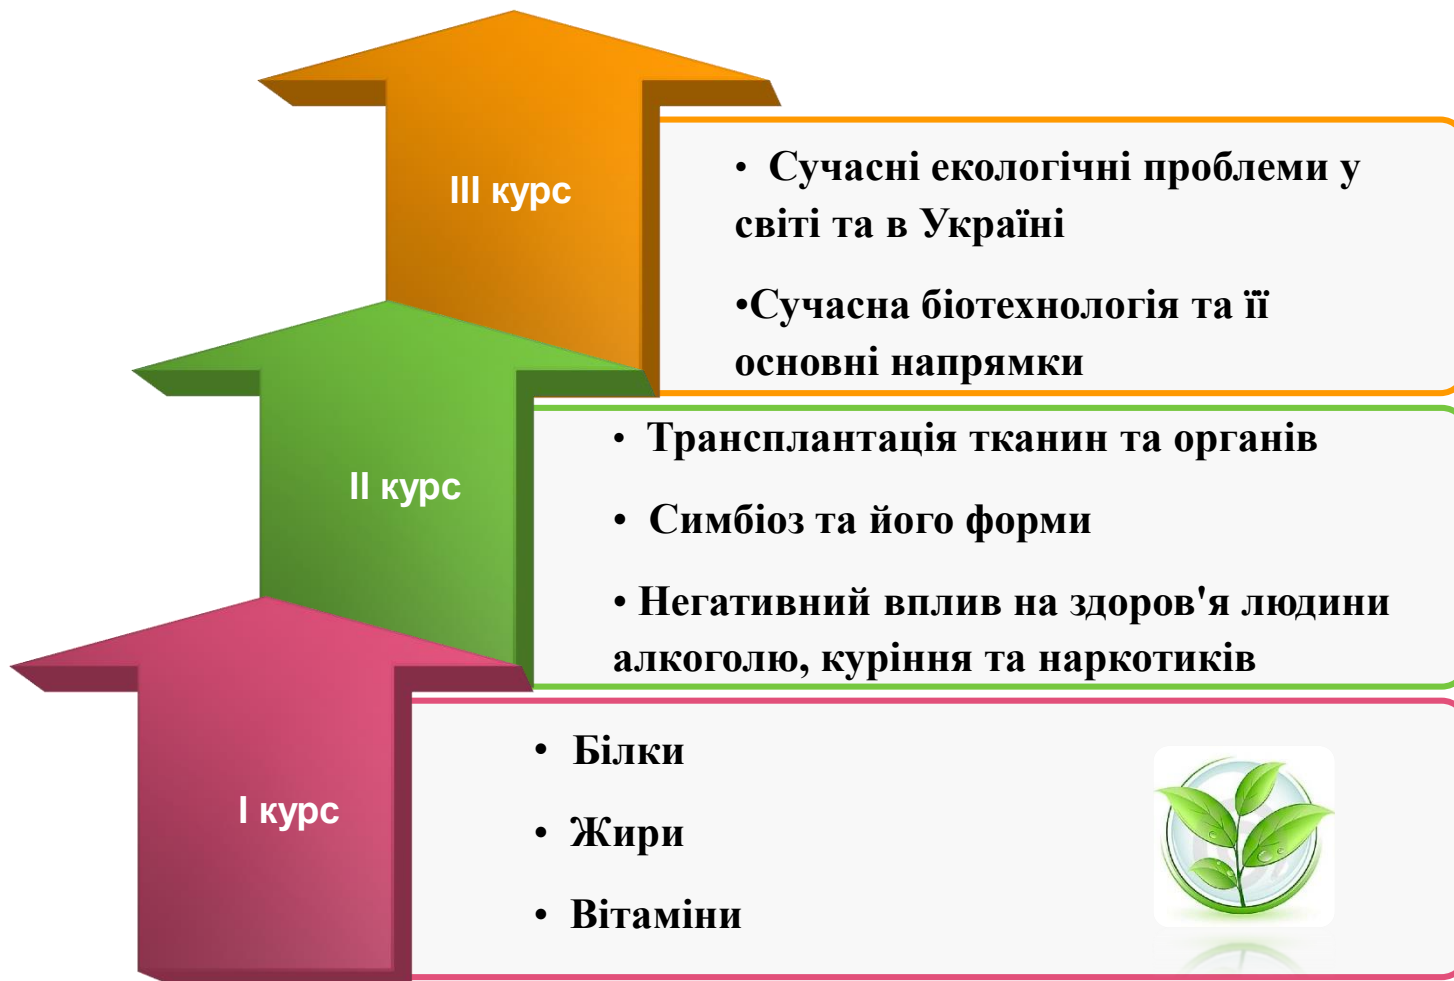 III курс
• Сучасні екологічні проблеми у
світі та в Україні
•Сучасна біотехнологія та її
основні напрямки
II курс
• Трансплантація тканин та органів
• Симбіоз та його форми
• Негативний вплив на здоров'я людини
алкоголю, куріння та наркотиків
I курс
• Білки
• Жири
• Вітаміни